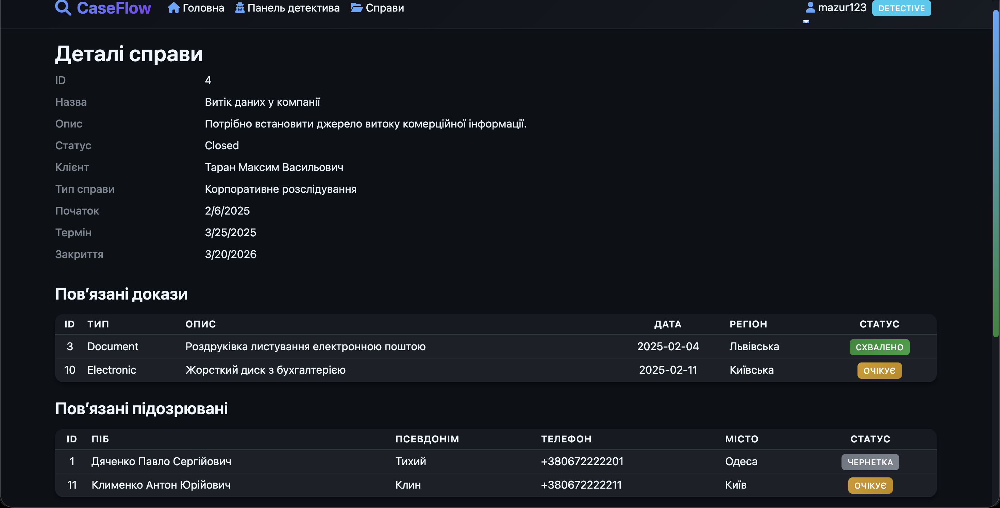 CaseFlow Головна Панель детектива Справи mazur123 DETECTIVE
Деталі справи
ID 4
Назва Витік даних у компанії
Опис Потрібно встановити джерело витоку комерційної інформації.
Статус Closed
Клієнт Таран Максим Васильович
Тип справи Корпоративне розслідування
Початок 2/6/2025
Термін 3/25/2025
Закриття 3/20/2026
Пов’язані докази
ID ТИП ОПИС ДАТА РЕГІОН СТАТУС
3 Document Роздруківка листування електронною поштою 2025-02-04 Львівська СХВАЛЕНО
10 Electronic Жорсткий диск з бухгалтерією 2025-02-11 Київська ОЧІКУЄ
Пов’язані підозрювані
ID ПІБ ПСЕВДОНІМ ТЕЛЕФОН МІСТО СТАТУС
1 Дяченко Павло Сергійович Тихий +380672222201 Одеса ЧЕРНЕТКА
11 Клименко Антон Юрійович Клин +380672222211 Київ ОЧІКУЄ